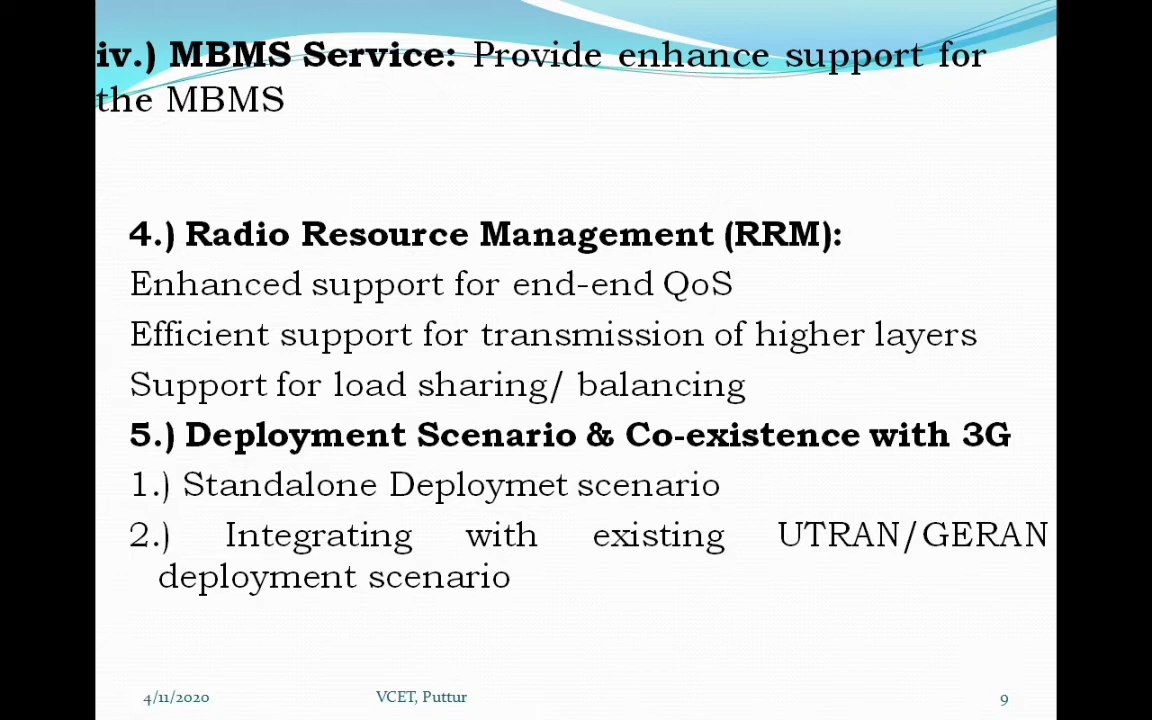 iv.) MBMS Service: Provide enhance support for
the MBMS
4.) Radio Resource Management (RRM):
Enhanced support for end-end QoS
Efficient support for transmission of higher layers
Support for load sharing/ balancing
5.) Deployment Scenario & Co-existence with 3G
1.) Standalone Deploymet scenario
2.) Integrating with existing UTRAN/GERAN
deployment scenario
4/11/2020 VCET, Puttur 9